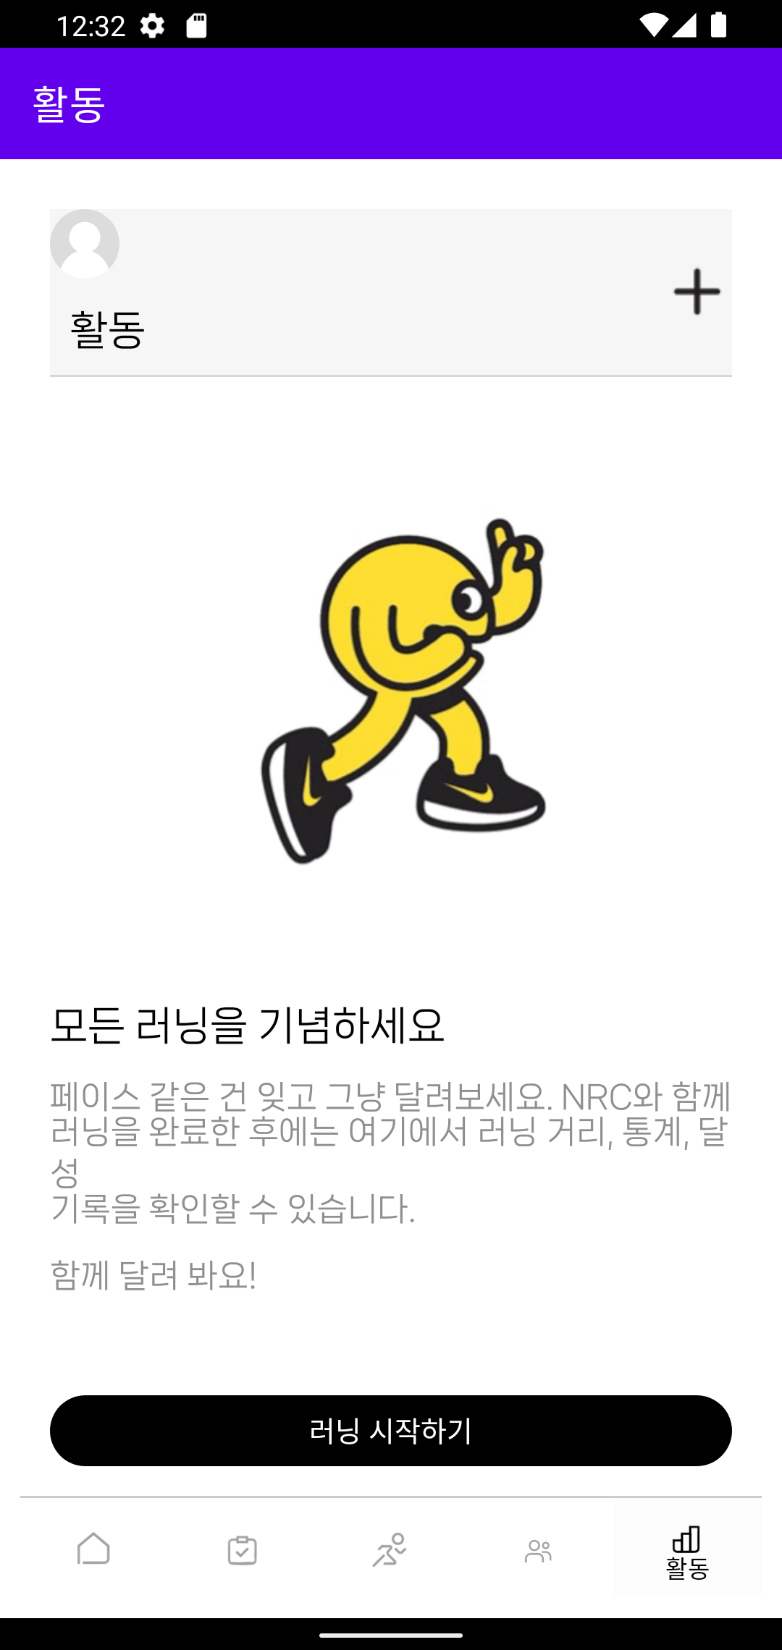 12:32
활동
활동
모든 러닝을 기념하세요
페이스 같은 건 잊고 그냥 달려보세요. NRC와 함께
러닝을 완료한 후에는 여기에서 러닝 거리, 통계, 달
성
기록을 확인할 수 있습니다.
함께 달려 봐요!
러닝 시작하기
활동